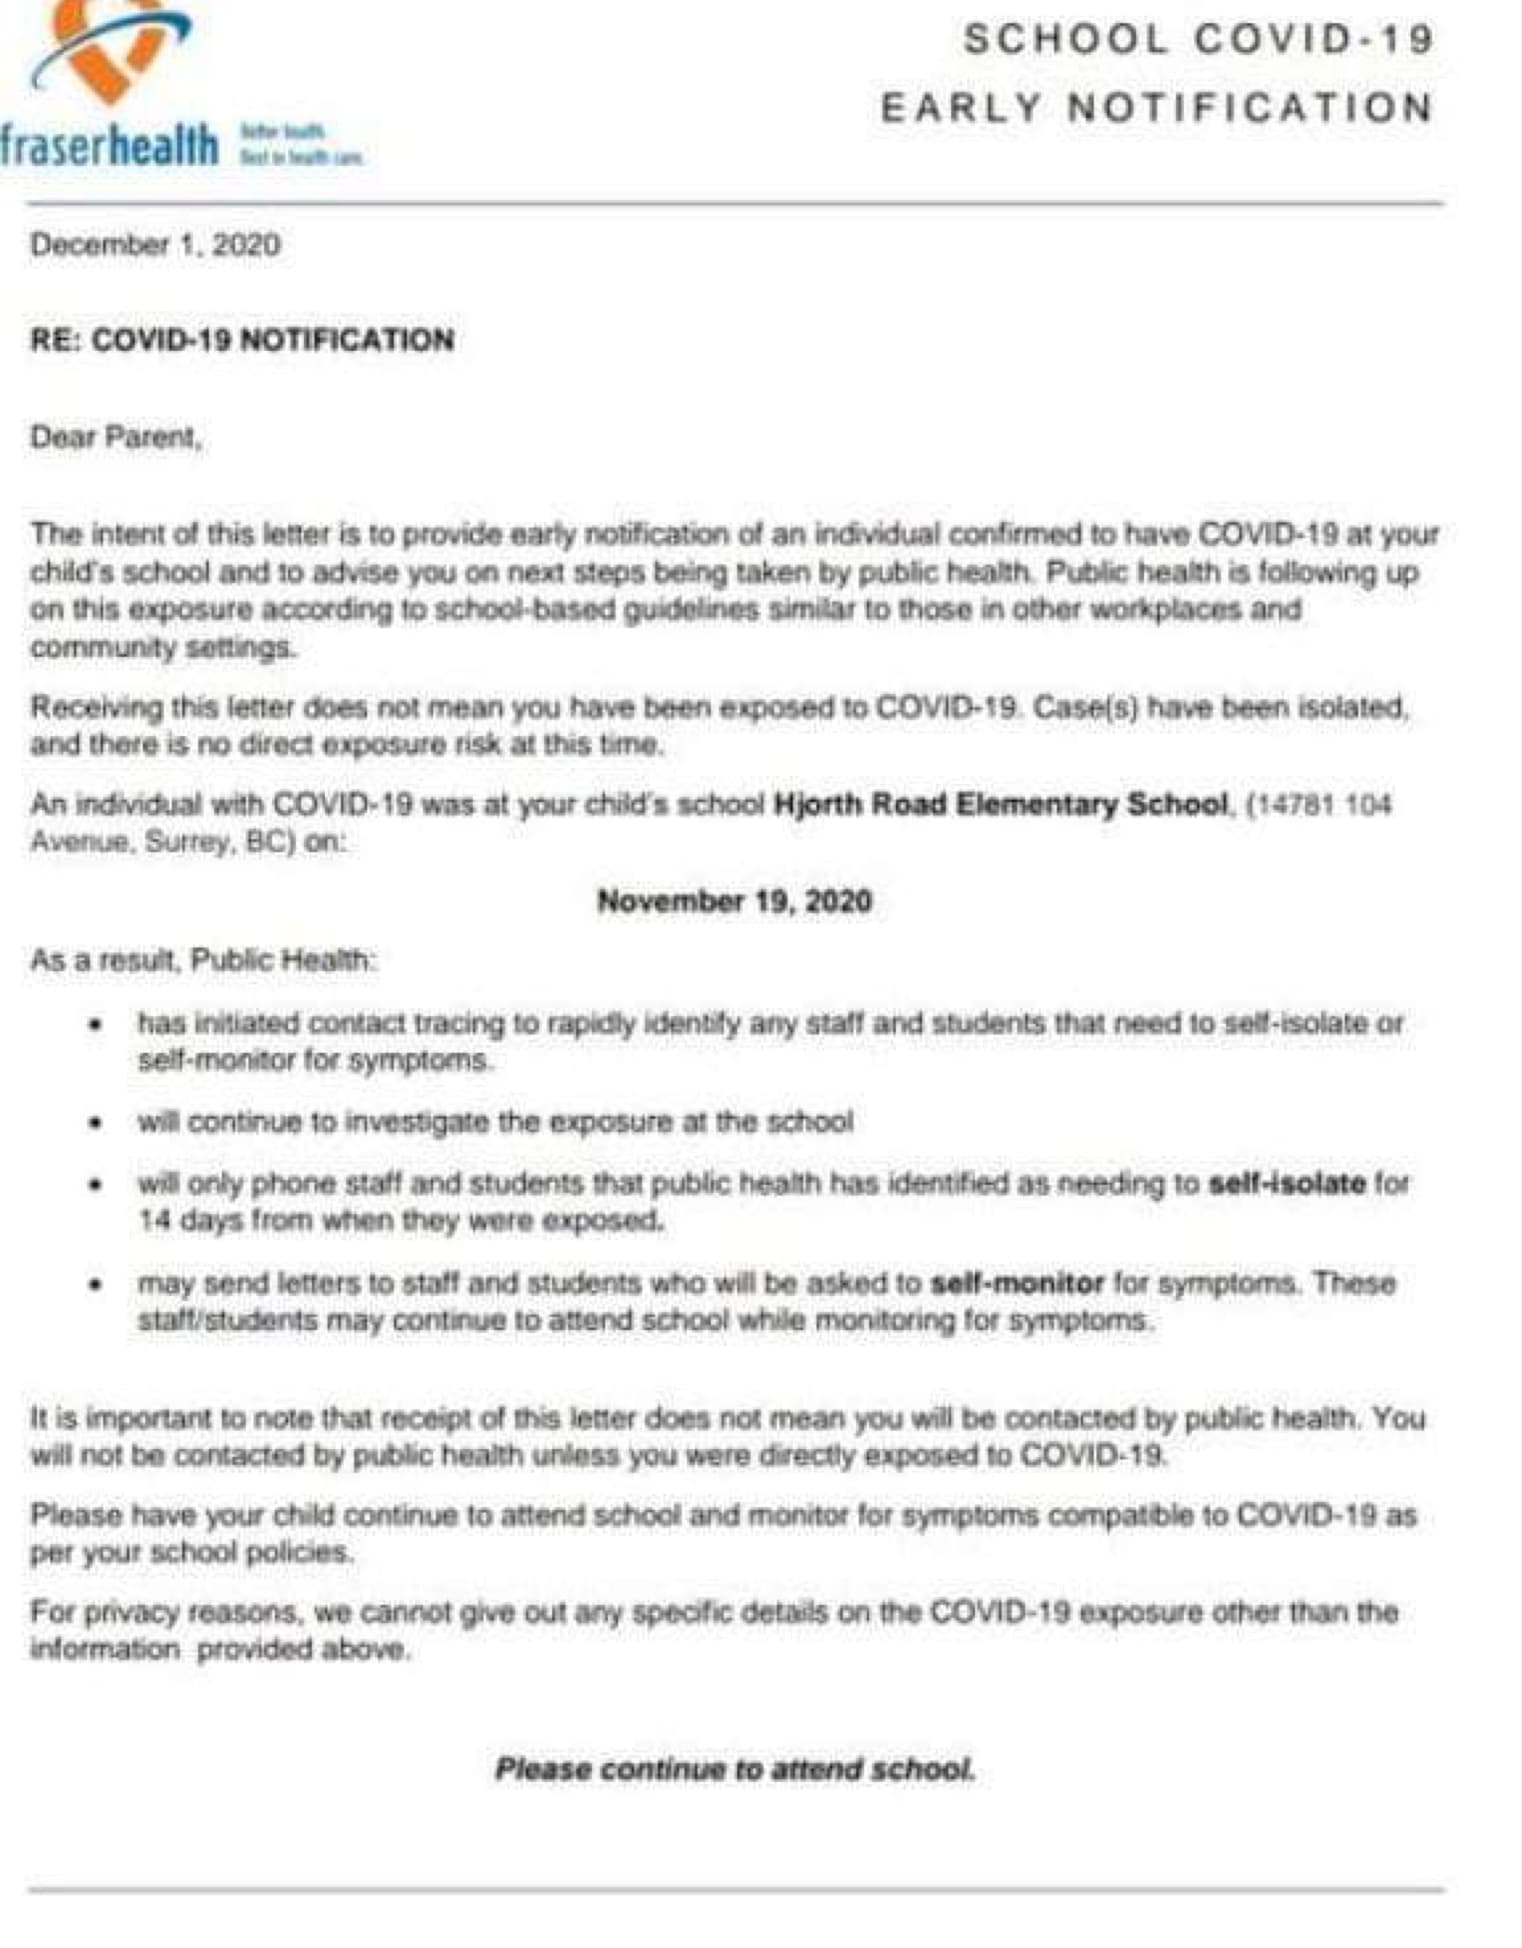 SCHOOL COVID-19
EARLY NOTIFICATION
fraserhealth
Better health.
Best in health care.
December 1, 2020
RE: COVID-19 NOTIFICATION
Dear Parent,
The intent of this letter is to provide early notification of an individual confirmed to have COVID-19 at your
child's school and to advise you on next steps being taken by public health. Public health is following up
on this exposure according to school-based guidelines similar to those in other workplaces and
community settings.
Receiving this letter does not mean you have been exposed to COVID-19. Case(s) have been isolated,
and there is no direct exposure risk at this time.
An individual with COVID-19 was at your child's school Hjorth Road Elementary School, (14781 104
Avenue, Surrey, BC) on:
November 19, 2020
As a result, Public Health:
• has initiated contact tracing to rapidly identify any staff and students that need to self-isolate or
self-monitor for symptoms.
• will continue to investigate the exposure at the school
• will only phone staff and students that public health has identified as needing to self-isolate for
14 days from when they were exposed.
• may send letters to staff and students who will be asked to self-monitor for symptoms. These
staff/students may continue to attend school while monitoring for symptoms.
It is important to note that receipt of this letter does not mean you will be contacted by public health. You
will not be contacted by public health unless you were directly exposed to COVID-19.
Please have your child continue to attend school and monitor for symptoms compatible to COVID-19 as
per your school policies.
For privacy reasons, we cannot give out any specific details on the COVID-19 exposure other than the
information provided above.
Please continue to attend school.